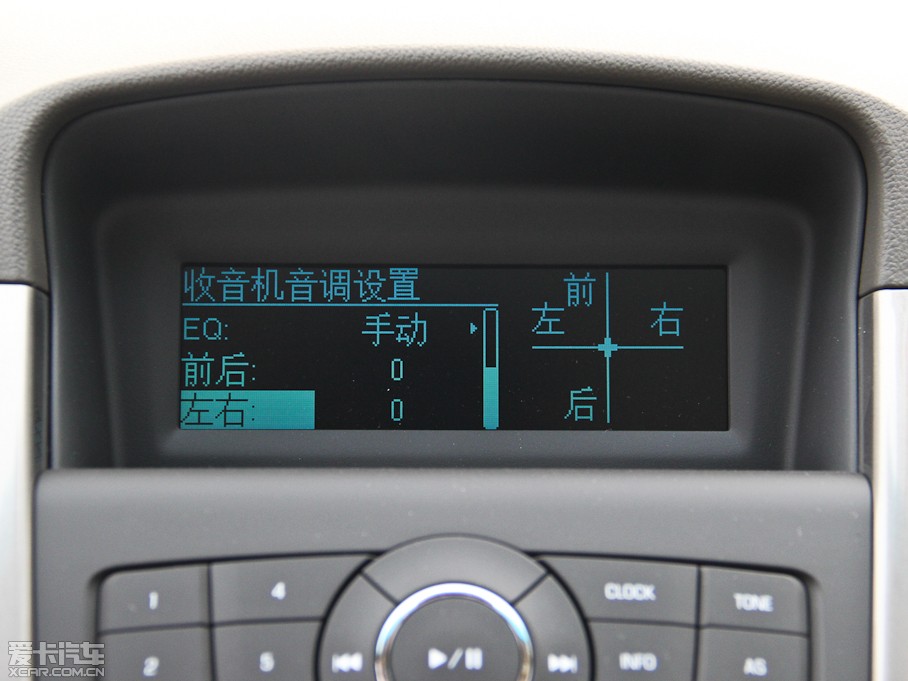 收音机音调设置
EQ: 手动
前后: 0
左右: 0
前
左 右
后
1 4 CLOCK TONE
2 5 INFO AS
爱卡汽车
XCAR.COM.CN